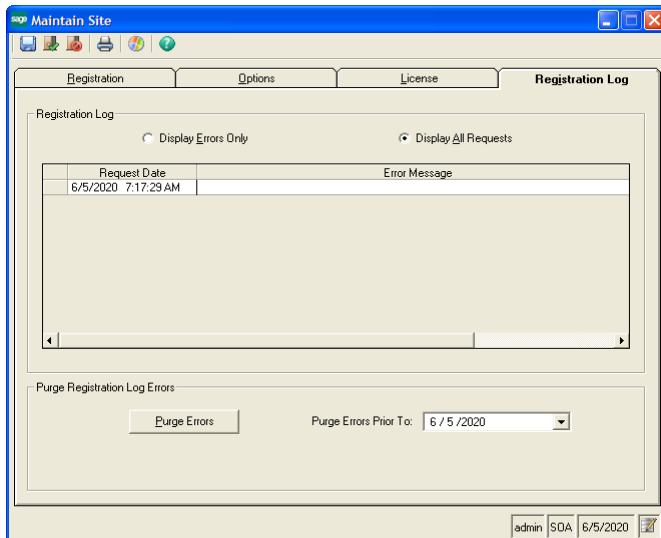 sage Maintain Site
Registration Options License Registration Log
Registration Log
Display Errors Only Display All Requests
Request Date Error Message
6/5/2020 7:17:29 AM
Purge Registration Log Errors
Purge Errors Purge Errors Prior To: 6 / 5 /2020
admin SOA 6/5/2020